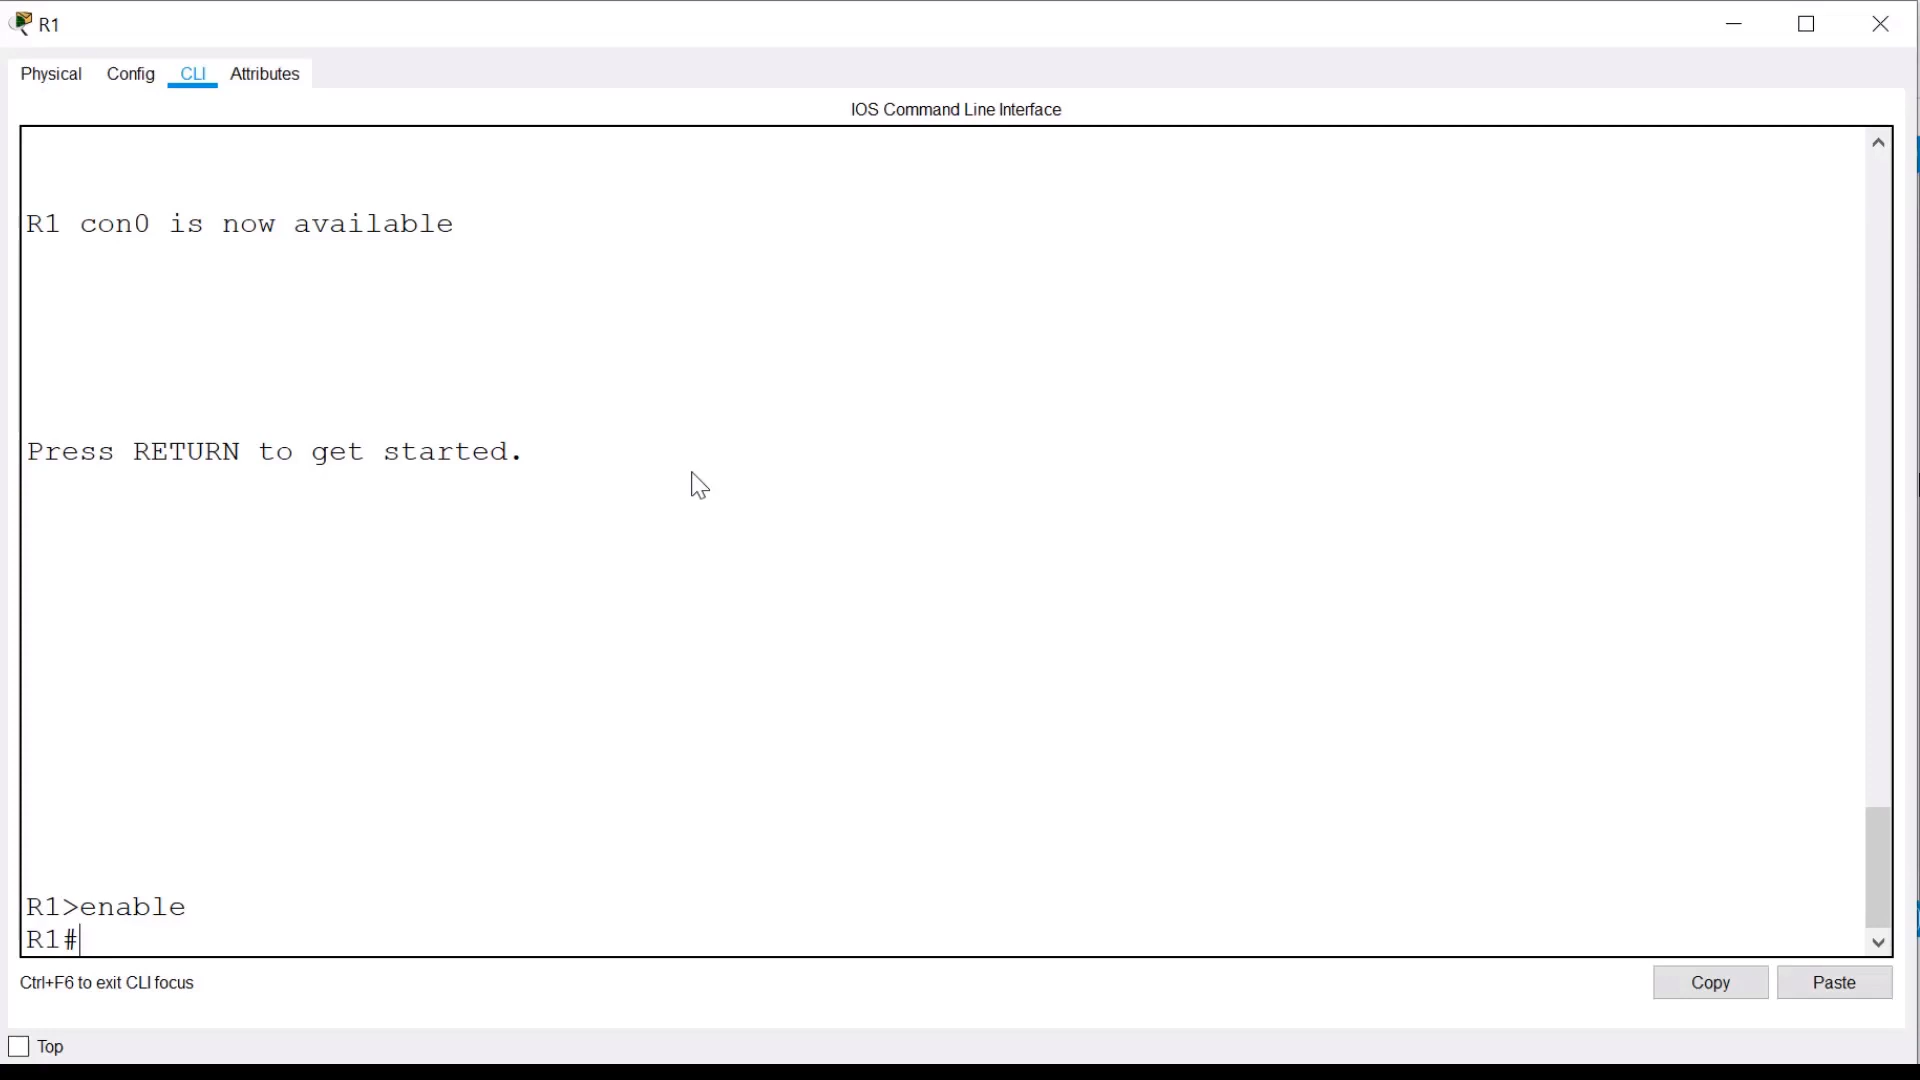 R1
Physical Config CLI Attributes
IOS Command Line Interface
R1 con0 is now available
Press RETURN to get started.
R1>enable
R1#
Ctrl+F6 to exit CLI focus
Copy Paste
Top